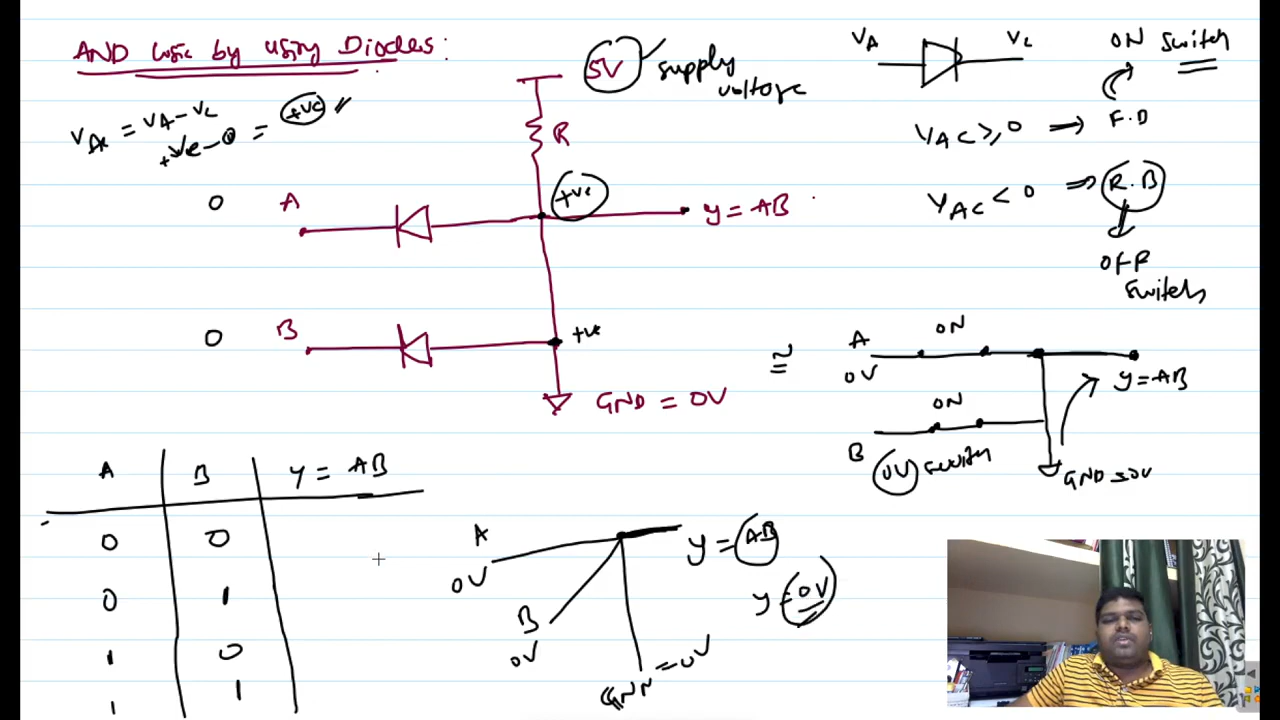 AND Logic by using Diodes:
VAc = VA - Vc
+Ve - 0 = +ve
5V supply voltage
R
+ve
0 A
y = AB
0 B
+ve
GND = 0V
VA Vc
ON switch
F.D
VAC ≥ 0 ⇒
VAC < 0 ⇒ R.B
OFF switch
≅
A ON
0V
y = AB
ON
B 0V switch
GND = 0V
A B Y = AB
0 0
0 1
1 0
1 1
A
0V
B
0V
y = AB
y = 0V
GND = 0V